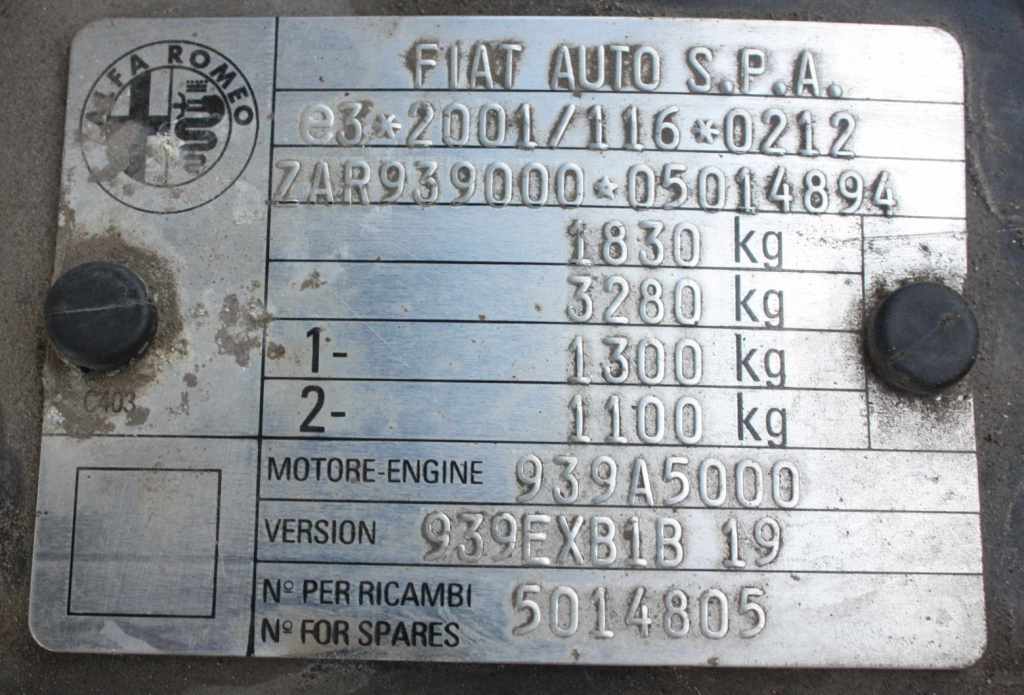 ALFA ROMEO
FIAT AUTO S.P.A.
e3*2001/116*0212
ZAR939000*05014894
1830 kg
3280 kg
1- 1300 kg
2- 1100 kg
C403
MOTORE-ENGINE 939A5000
VERSION 939EXB1B 19
Nº PER RICAMBI
Nº FOR SPARES 5014805